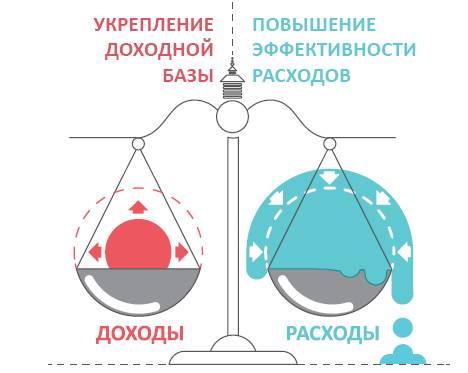 УКРЕПЛЕНИЕ
ДОХОДНОЙ
БАЗЫ
ПОВЫШЕНИЕ
ЭФФЕКТИВНОСТИ
РАСХОДОВ
ДОХОДЫ
РАСХОДЫ